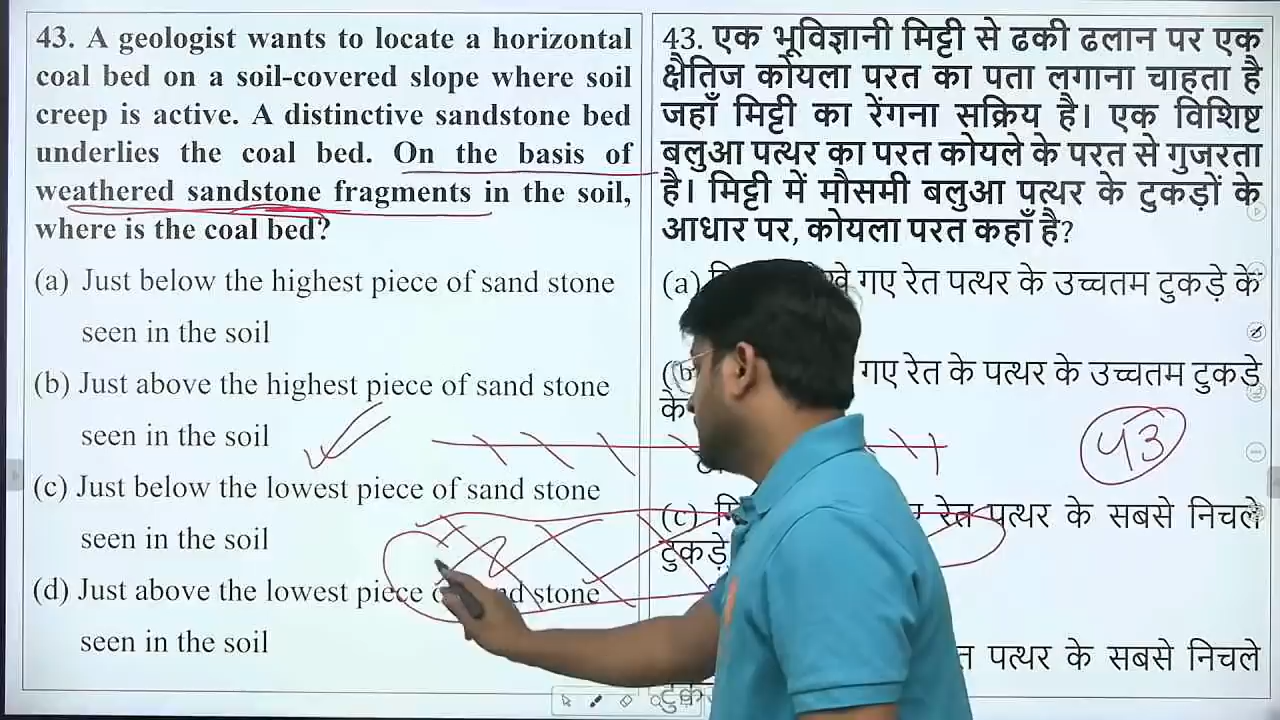 43. A geologist wants to locate a horizontal
coal bed on a soil-covered slope where soil
creep is active. A distinctive sandstone bed
underlies the coal bed. On the basis of
weathered sandstone fragments in the soil,
where is the coal bed?
(a) Just below the highest piece of sand stone
seen in the soil
(b) Just above the highest piece of sand stone
seen in the soil
(c) Just below the lowest piece of sand stone
seen in the soil
(d) Just above the lowest piece of sand stone
seen in the soil
43. एक भूविज्ञानी मिट्टी से ढकी ढलान पर एक
क्षैतिज कोयला परत का पता लगाना चाहता है
जहाँ मिट्टी का रेंगना सक्रिय है। एक विशिष्ट
बलुआ पत्थर का परत कोयले के परत से गुजरता
है। मिट्टी में मौसमी बलुआ पत्थर के टुकड़ों के
आधार पर, कोयला परत कहाँ है?
(a) गए रेत पत्थर के उच्चतम टुकड़े के
गए रेत के पत्थर के उच्चतम टुकड़े
के
43
(c) रेत पत्थर के सबसे निचले
टुकड़े
पत्थर के सबसे निचले